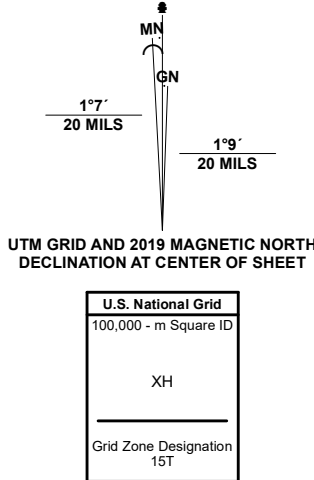 MN
GN
1°7´
20 MILS
1°9´
20 MILS
UTM GRID AND 2019 MAGNETIC NORTH
DECLINATION AT CENTER OF SHEET
U.S. National Grid
100,000 - m Square ID
XH
Grid Zone Designation
15T